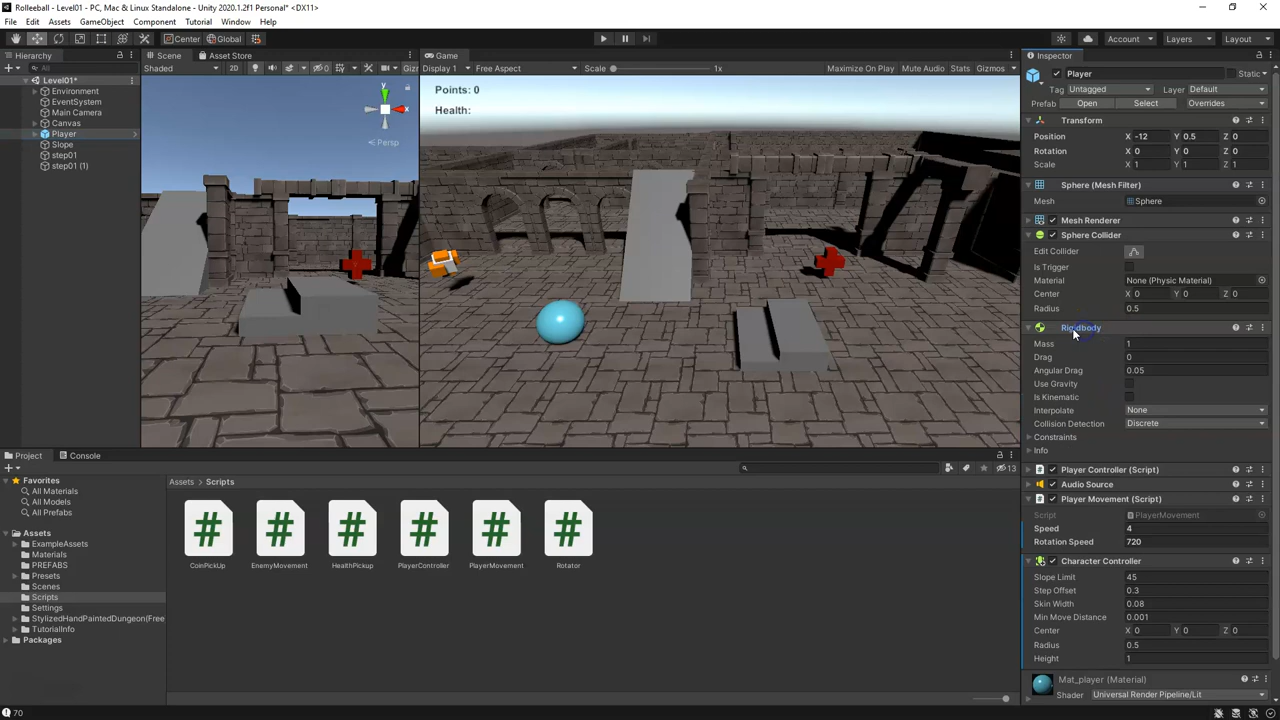 Rolleeball - Level01 - PC, Mac & Linux Standalone - Unity 2020.1.2f1 Personal* <DX11>
File Edit Assets GameObject Component Tutorial Window Help
Center Global Account Layers Layout
Hierarchy
All
Level01*
Environment
EventSystem
Main Camera
Canvas
Player
Slope
step01
step01 (1)
Scene Asset Store
Shaded 2D 0 Giz
y
x
Persp
Game
Display 1 Free Aspect Scale 1x Maximize On Play Mute Audio Stats Gizmos
Points: 0
Health:
Inspector
Player Static
Tag Untagged Layer Default
Prefab Open Select Overrides
Transform
Position X -12 Y 0.5 Z 0
Rotation X 0 Y 0 Z 0
Scale X 1 Y 1 Z 1
Sphere (Mesh Filter)
Mesh Sphere
Mesh Renderer
Sphere Collider
Edit Collider
Is Trigger
Material None (Physic Material)
Center X 0 Y 0 Z 0
Radius 0.5
Rigidbody
Mass 1
Drag 0
Angular Drag 0.05
Use Gravity
Is Kinematic
Interpolate None
Collision Detection Discrete
Constraints
Info
Player Controller (Script)
Audio Source
Player Movement (Script)
Script PlayerMovement
Speed 4
Rotation Speed 720
Character Controller
Slope Limit 45
Step Offset 0.3
Skin Width 0.08
Min Move Distance 0.001
Center X 0 Y 0 Z 0
Radius 0.5
Height 1
Mat_player (Material)
Shader Universal Render Pipeline/Lit
Project Console
13
Favorites
All Materials
All Models
All Prefabs
Assets
ExampleAssets
Materials
PREFABS
Presets
Scenes
Scripts
Settings
StylizedHandPaintedDungeon(Free
TutorialInfo
Packages
Assets Scripts
# # # # # #
CoinPickUp EnemyMovement HealthPickup PlayerController PlayerMovement Rotator
70